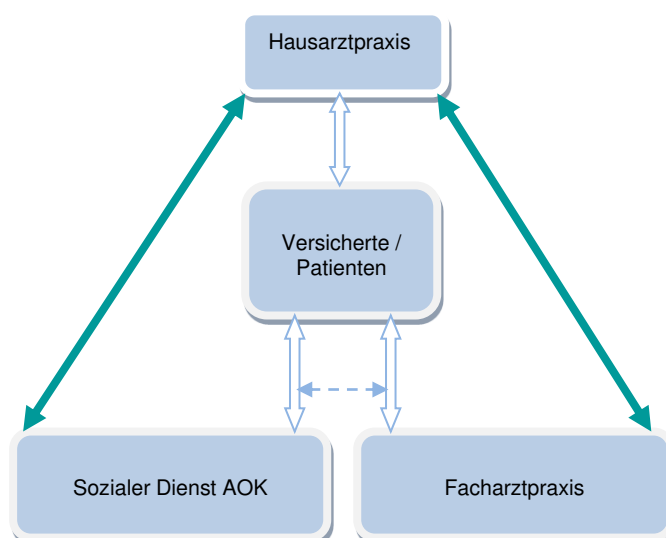 Hausarztpraxis
Versicherte /
Patienten
Sozialer Dienst AOK
Facharztpraxis